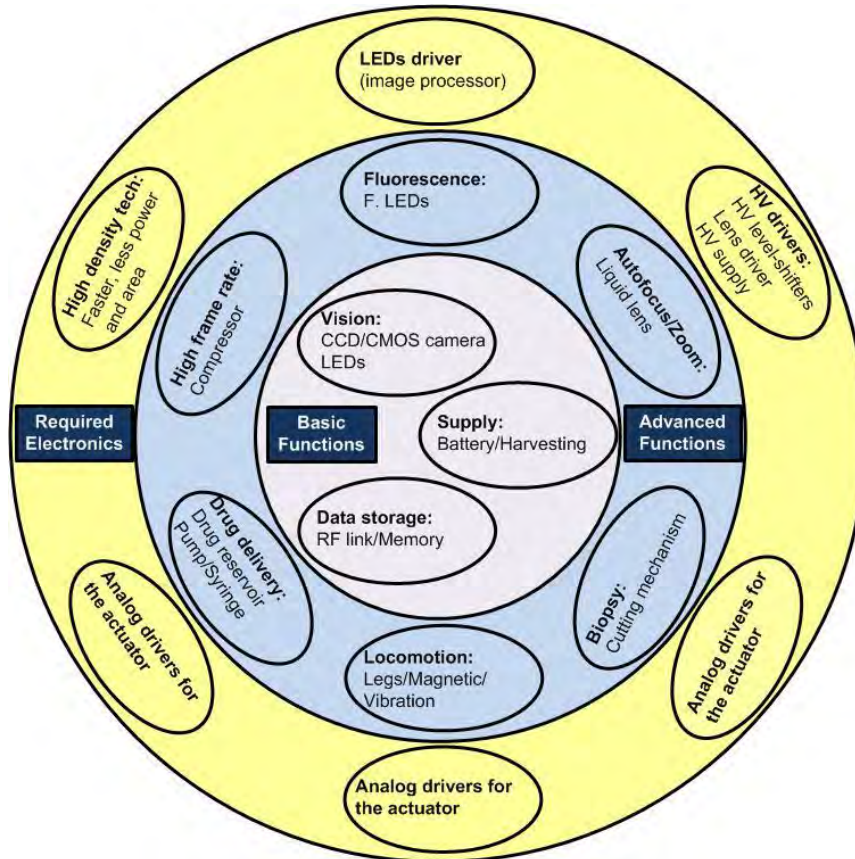 LEDs driver
(image processor)
High density tech:
Faster, less power
and area
HV drivers:
HV level-shifters
Lens driver
HV supply
Fluorescence:
F. LEDs
High frame rate:
Compressor
Autofocus/Zoom:
Liquid lens
Vision:
CCD/CMOS camera
LEDs
Required
Electronics
Basic
Functions
Supply:
Battery/Harvesting
Advanced
Functions
Data storage:
RF link/Memory
Drug delivery:
Drug reservoir
Pump/Syringe
Biopsy:
Cutting mechanism
Locomotion:
Legs/Magnetic/
Vibration
Analog drivers for
the actuator
Analog drivers for
the actuator
Analog drivers for
the actuator